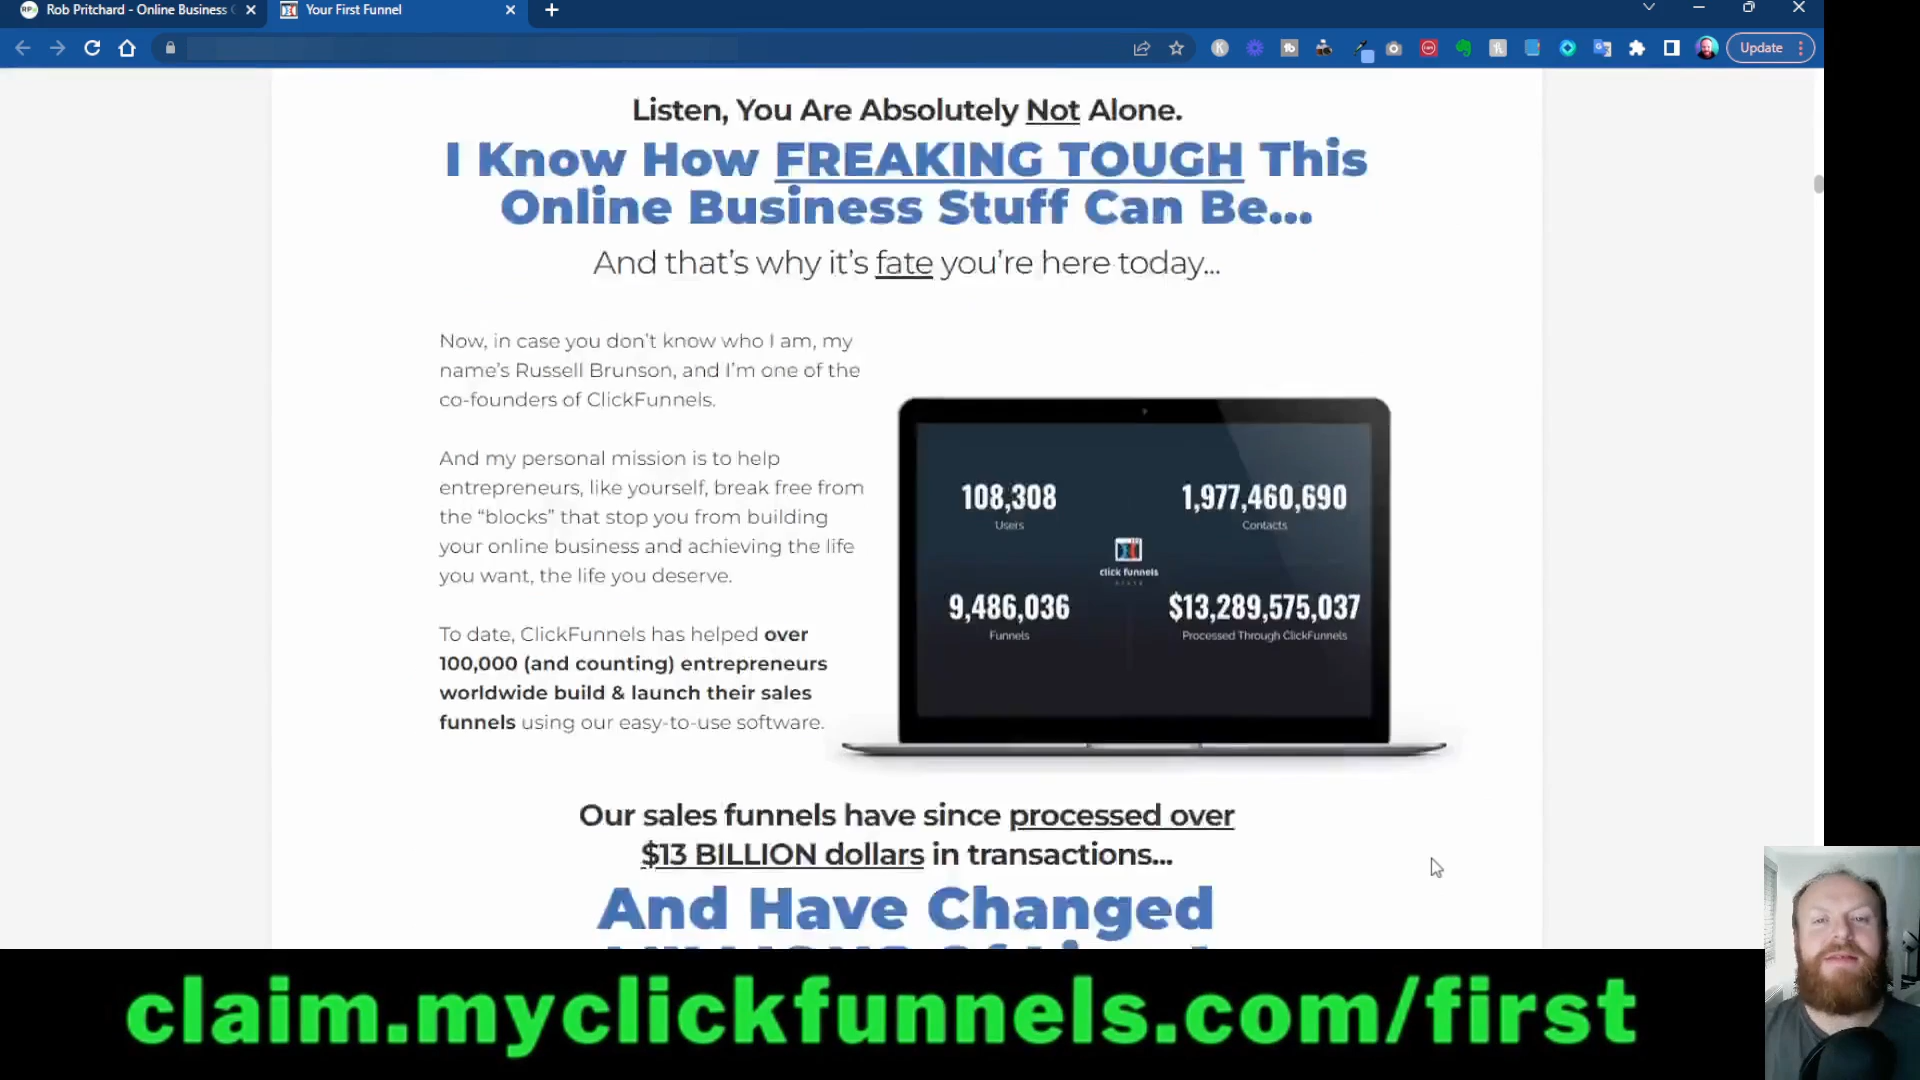 Rob Pritchard - Online Business
Your First Funnel
Update
Listen, You Are Absolutely Not Alone.
I Know How FREAKING TOUGH This
Online Business Stuff Can Be...
And that's why it's fate you're here today...
Now, in case you don't know who I am, my
name's Russell Brunson, and I'm one of the
co-founders of ClickFunnels.
And my personal mission is to help
entrepreneurs, like yourself, break free from
the “blocks” that stop you from building
your online business and achieving the life
you want, the life you deserve.
To date, ClickFunnels has helped over
100,000 (and counting) entrepreneurs
worldwide build & launch their sales
funnels using our easy-to-use software.
108,308
Users
1,977,460,690
Contacts
click funnels
9,486,036
Funnels
$13,289,575,037
Processed Through ClickFunnels
Our sales funnels have since processed over
$13 BILLION dollars in transactions...
And Have Changed
claim.myclickfunnels.com/first